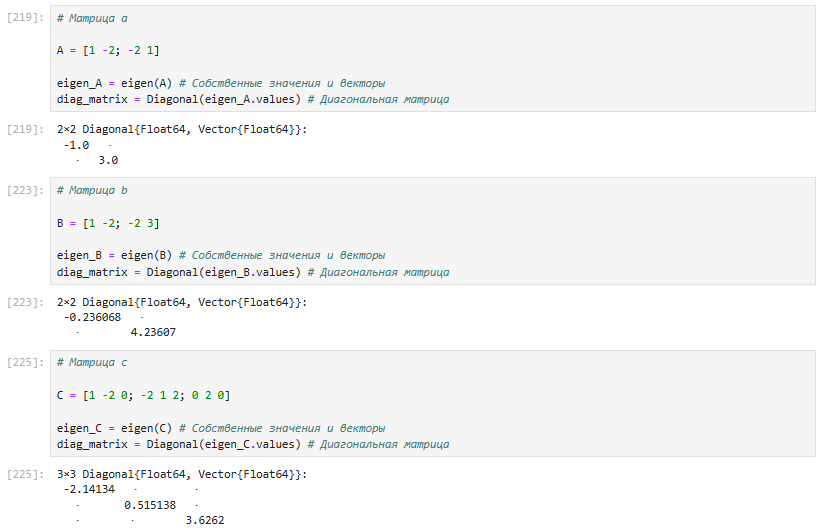 [219]: # Матрица a
A = [1 -2; -2 1]
eigen_A = eigen(A) # Собственные значения и векторы
diag_matrix = Diagonal(eigen_A.values) # Диагональная матрица
[219]: 2×2 Diagonal{Float64, Vector{Float64}}:
-1.0 ⋅
⋅ 3.0
[223]: # Матрица b
B = [1 -2; -2 3]
eigen_B = eigen(B) # Собственные значения и векторы
diag_matrix = Diagonal(eigen_B.values) # Диагональная матрица
[223]: 2×2 Diagonal{Float64, Vector{Float64}}:
-0.236068 ⋅
⋅ 4.23607
[225]: # Матрица c
C = [1 -2 0; -2 1 2; 0 2 0]
eigen_C = eigen(C) # Собственные значения и векторы
diag_matrix = Diagonal(eigen_C.values) # Диагональная матрица
[225]: 3×3 Diagonal{Float64, Vector{Float64}}:
-2.14134 ⋅ ⋅
⋅ 0.515138 ⋅
⋅ ⋅ 3.6262